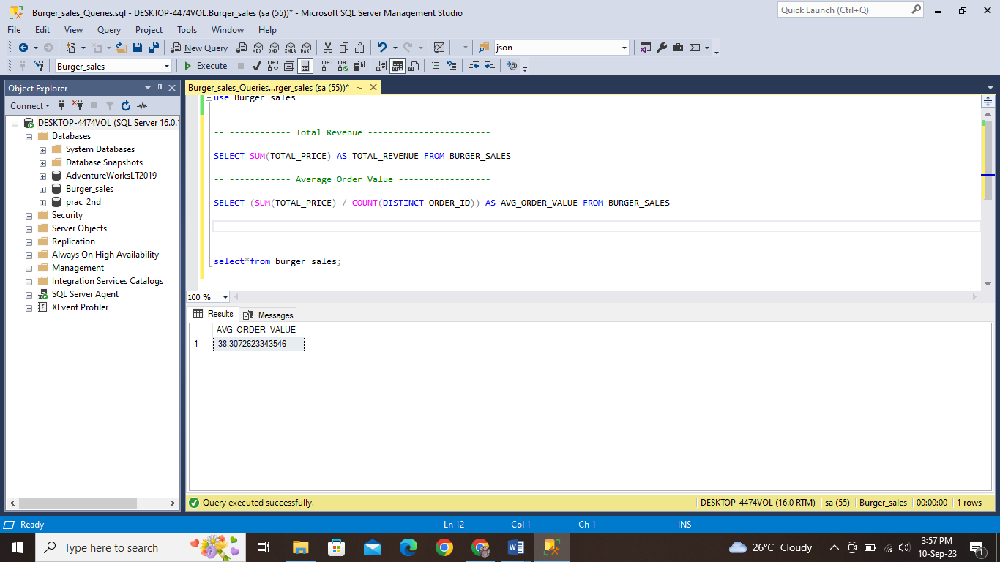 Burger_sales_Queries.sql - DESKTOP-4474VOL.Burger_sales (sa (55))* - Microsoft SQL Server Management Studio
Quick Launch (Ctrl+Q)
File Edit View Query Project Tools Window Help
New Query MDX DMX XMLA DAX json
Burger_sales Execute
Object Explorer
Burger_sales_Queries...rger_sales (sa (55))*
Connect
DESKTOP-4474VOL (SQL Server 16.0.
Databases
System Databases
Database Snapshots
AdventureWorksLT2019
Burger_sales
prac_2nd
Security
Server Objects
Replication
Always On High Availability
Management
Integration Services Catalogs
SQL Server Agent
XEvent Profiler
use Burger_sales
-- ------------ Total Revenue ------------------------
SELECT SUM(TOTAL_PRICE) AS TOTAL_REVENUE FROM BURGER_SALES
-- ------------ Average Order Value ------------------
SELECT (SUM(TOTAL_PRICE) / COUNT(DISTINCT ORDER_ID)) AS AVG_ORDER_VALUE FROM BURGER_SALES
select*from burger_sales;
100 %
Results Messages
AVG_ORDER_VALUE
1 38.3072623343546
Query executed successfully. DESKTOP-4474VOL (16.0 RTM) sa (55) Burger_sales 00:00:00 1 rows
Ready Ln 12 Col 1 Ch 1 INS
Type here to search
26°C Cloudy
3:57 PM
10-Sep-23
1